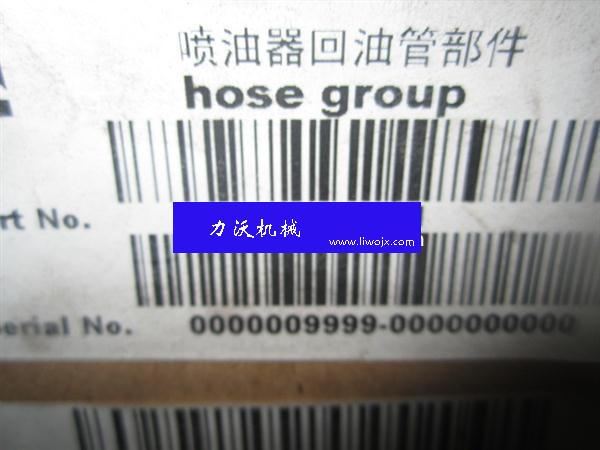 喷油器回油管部件
hose group
rt No.
力沃机械
www.liwojx.com
erial No. 0000009999-0000000000